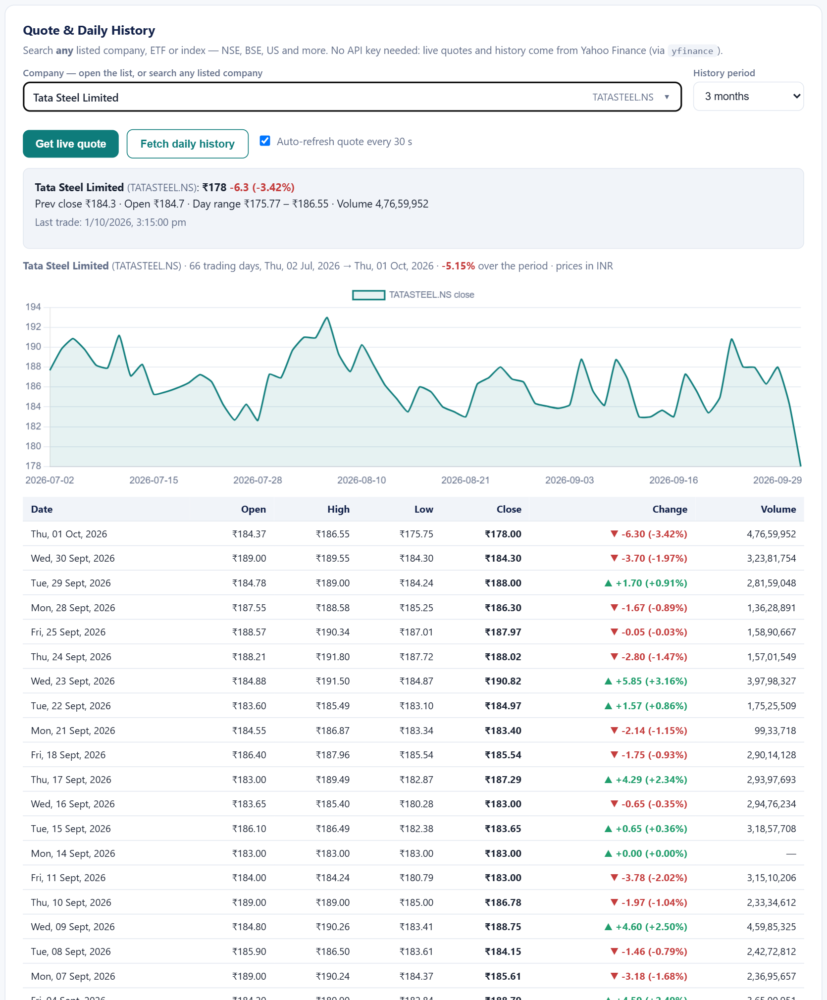 Quote & Daily History
Search any listed company, ETF or index — NSE, BSE, US and more. No API key needed: live quotes and history come from Yahoo Finance (via yfinance ).
Company — open the list, or search any listed company
History period
Tata Steel Limited TATASTEEL.NS ▼
3 months
Get live quote Fetch daily history Auto-refresh quote every 30 s
Tata Steel Limited (TATASTEEL.NS): ₹178 -6.3 (-3.42%)
Prev close ₹184.3 · Open ₹184.7 · Day range ₹175.77 – ₹186.55 · Volume 4,76,59,952
Last trade: 1/10/2026, 3:15:00 pm
Tata Steel Limited (TATASTEEL.NS) · 66 trading days, Thu, 02 Jul, 2026 → Thu, 01 Oct, 2026 · -5.15% over the period · prices in INR
TATASTEEL.NS close
194
192
190
188
186
184
182
180
178
2026-07-02 2026-07-15 2026-07-28 2026-08-10 2026-08-21 2026-09-03 2026-09-16 2026-09-29
Date Open High Low Close Change Volume
Thu, 01 Oct, 2026 ₹184.37 ₹186.55 ₹175.75 ₹178.00 ▼ -6.30 (-3.42%) 4,76,59,952
Wed, 30 Sept, 2026 ₹189.00 ₹189.55 ₹184.30 ₹184.30 ▼ -3.70 (-1.97%) 3,23,81,754
Tue, 29 Sept, 2026 ₹184.78 ₹189.00 ₹184.24 ₹188.00 ▲ +1.70 (+0.91%) 2,81,59,048
Mon, 28 Sept, 2026 ₹187.55 ₹188.58 ₹185.25 ₹186.30 ▼ -1.67 (-0.89%) 1,36,28,891
Fri, 25 Sept, 2026 ₹188.57 ₹190.34 ₹187.01 ₹187.97 ▼ -0.05 (-0.03%) 1,58,90,667
Thu, 24 Sept, 2026 ₹188.21 ₹191.80 ₹187.72 ₹188.02 ▼ -2.80 (-1.47%) 1,57,01,549
Wed, 23 Sept, 2026 ₹184.88 ₹191.50 ₹184.87 ₹190.82 ▲ +5.85 (+3.16%) 3,97,98,327
Tue, 22 Sept, 2026 ₹183.60 ₹185.49 ₹183.10 ₹184.97 ▲ +1.57 (+0.86%) 1,75,25,509
Mon, 21 Sept, 2026 ₹184.55 ₹186.87 ₹183.34 ₹183.40 ▼ -2.14 (-1.15%) 99,33,718
Fri, 18 Sept, 2026 ₹186.40 ₹187.96 ₹185.54 ₹185.54 ▼ -1.75 (-0.93%) 2,90,14,128
Thu, 17 Sept, 2026 ₹183.00 ₹189.49 ₹182.87 ₹187.29 ▲ +4.29 (+2.34%) 2,93,97,693
Wed, 16 Sept, 2026 ₹183.65 ₹185.40 ₹180.28 ₹183.00 ▼ -0.65 (-0.35%) 2,94,76,234
Tue, 15 Sept, 2026 ₹186.10 ₹186.49 ₹182.38 ₹183.65 ▲ +0.65 (+0.36%) 3,18,57,708
Mon, 14 Sept, 2026 ₹183.00 ₹183.00 ₹183.00 ₹183.00 ▲ +0.00 (+0.00%) —
Fri, 11 Sept, 2026 ₹184.00 ₹184.24 ₹180.79 ₹183.00 ▼ -3.78 (-2.02%) 3,15,10,206
Thu, 10 Sept, 2026 ₹189.00 ₹189.00 ₹185.00 ₹186.78 ▼ -1.97 (-1.04%) 2,33,34,612
Wed, 09 Sept, 2026 ₹184.80 ₹190.26 ₹183.41 ₹188.75 ▲ +4.60 (+2.50%) 4,59,85,325
Tue, 08 Sept, 2026 ₹185.90 ₹186.50 ₹183.61 ₹184.15 ▼ -1.46 (-0.79%) 2,42,72,812
Mon, 07 Sept, 2026 ₹189.00 ₹190.24 ₹184.37 ₹185.61 ▼ -3.18 (-1.68%) 2,36,95,657
Fri, 04 Sept, 2026